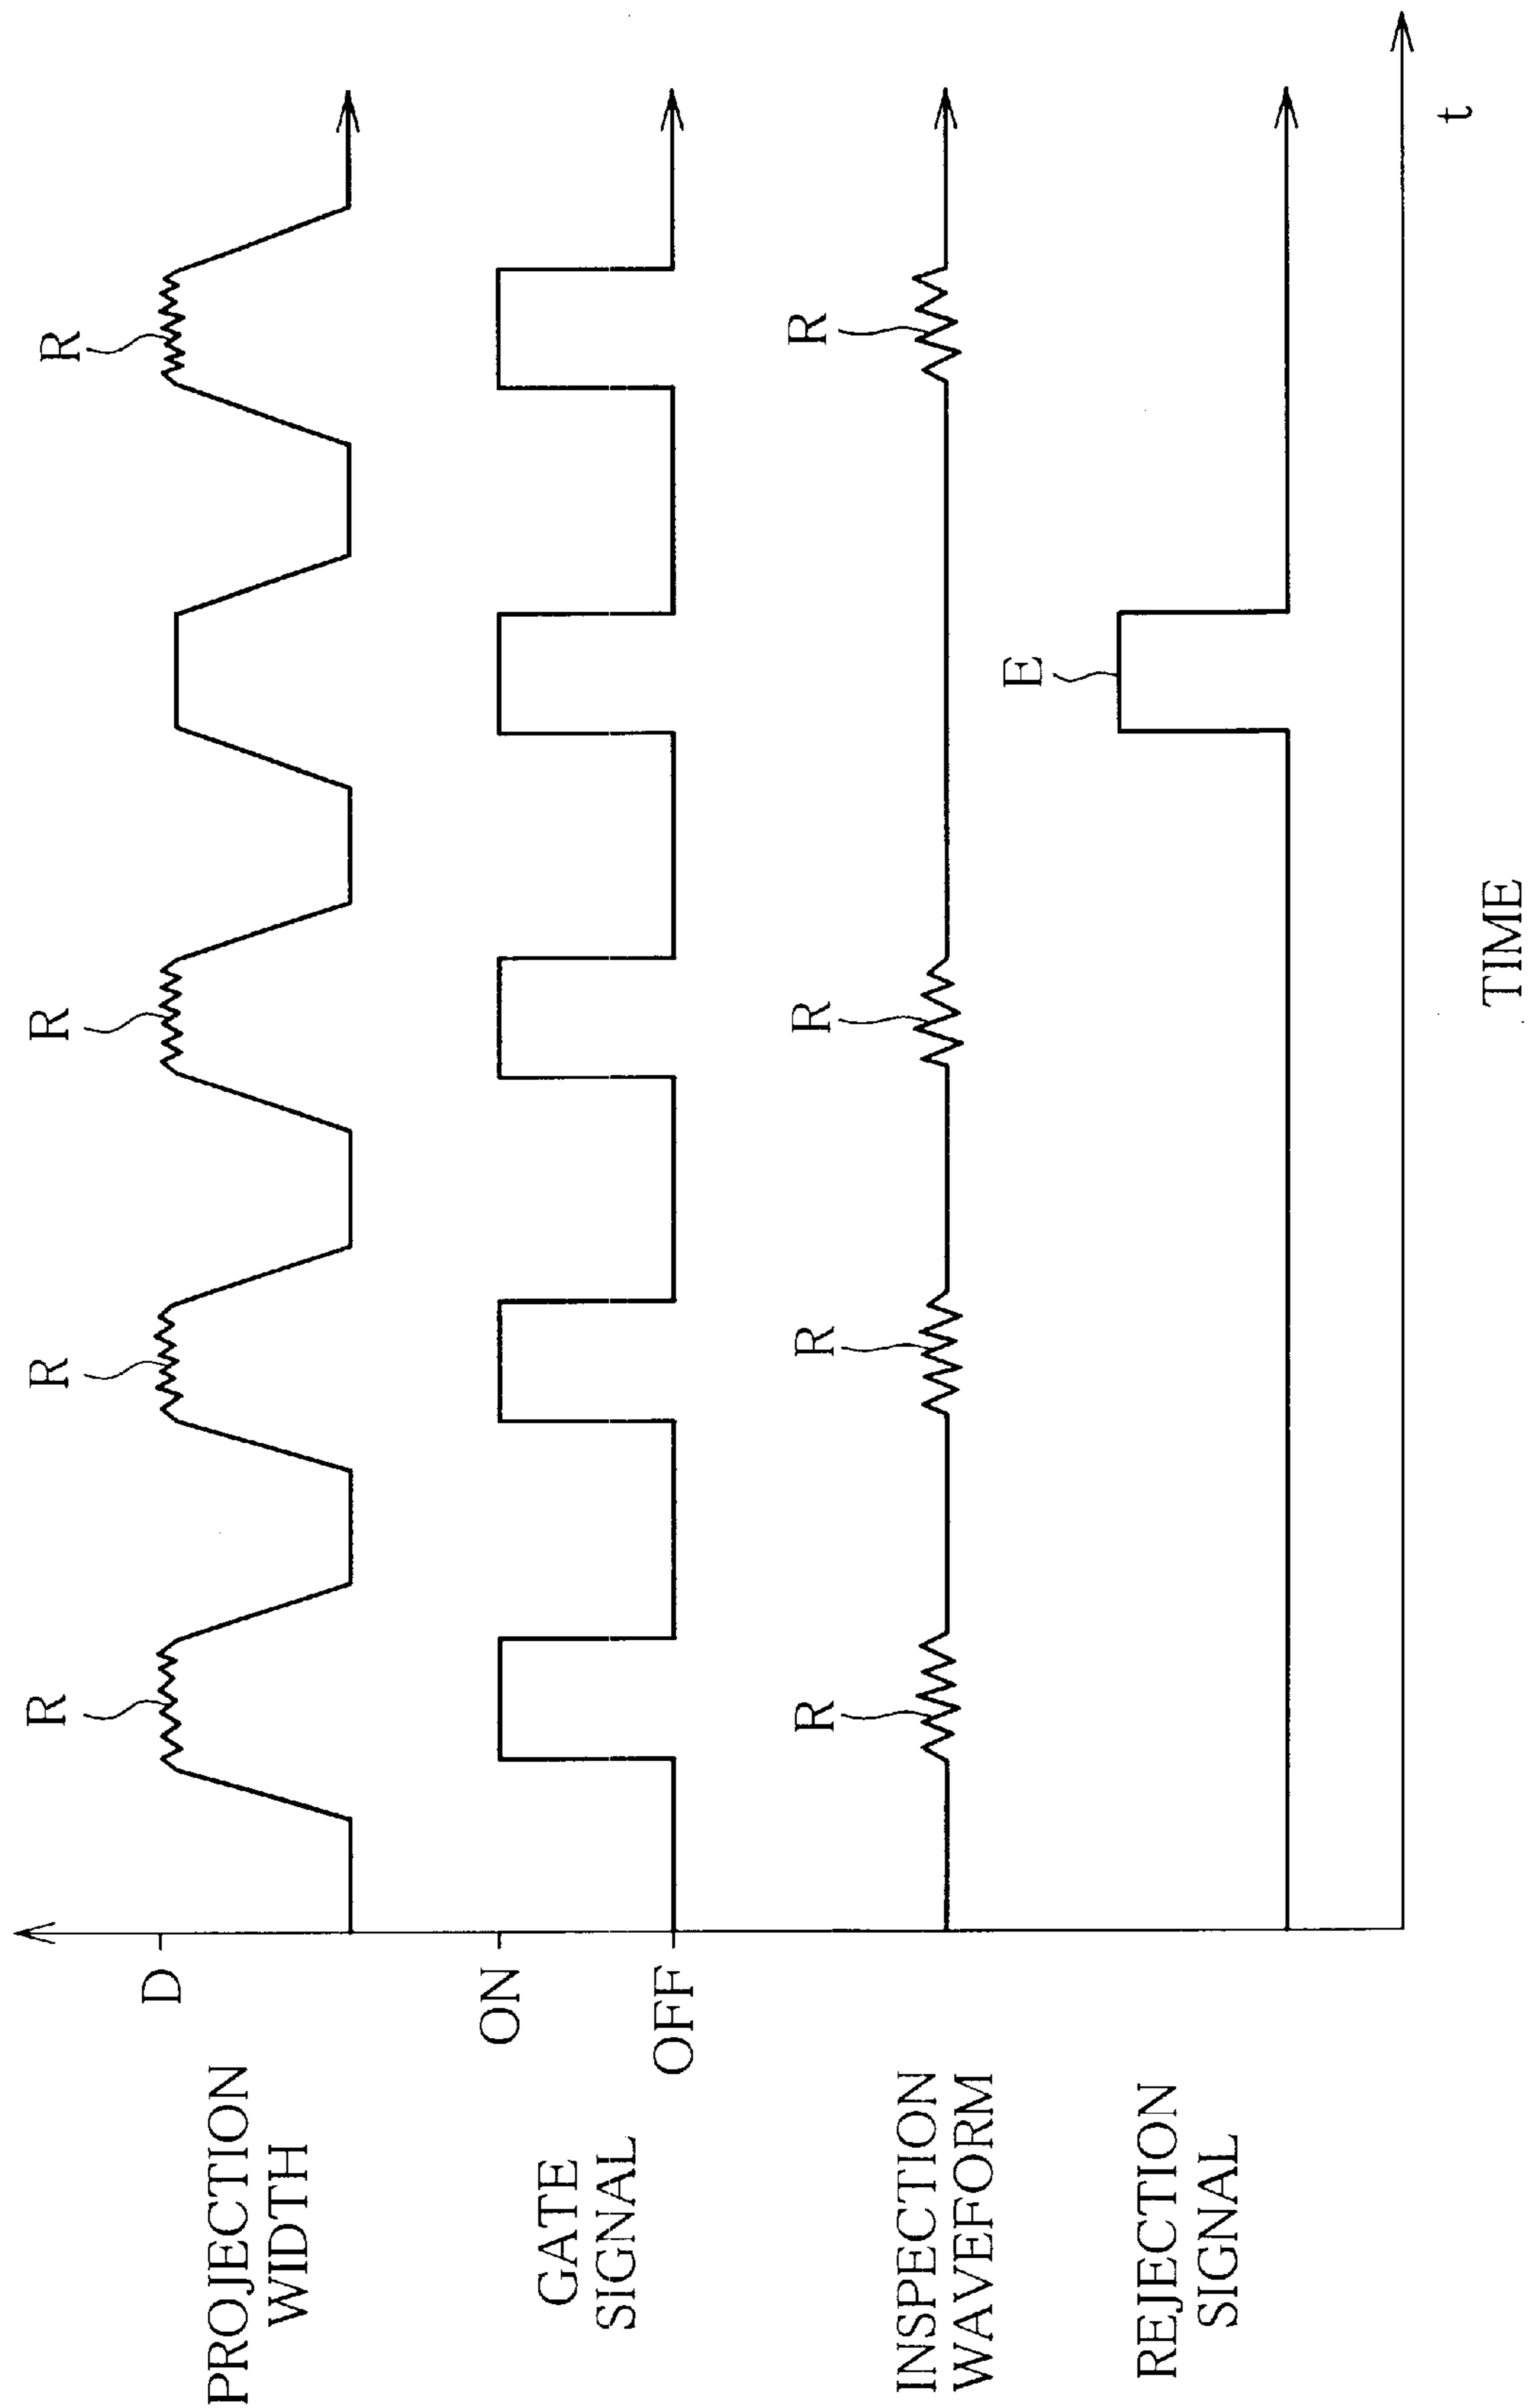 PROJECTION
WIDTH
D
R
R
R
R
GATE
SIGNAL
ON
OFF
INSPECTION
WAVEFORM
R
R
R
R
REJECTION
SIGNAL
E
TIME
t